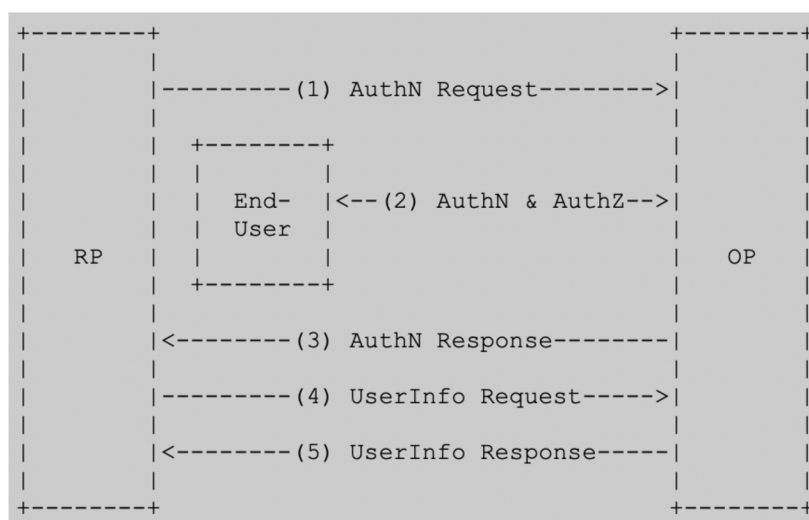 +--------+                                   +--------+
|        |                                   |        |
|        |---------(1) AuthN Request-------->|        |
|        |                                   |        |
|        |  +--------+                       |        |
|        |  |        |                       |        |
|        |  |  End-  |<--(2) AuthN & AuthZ-->|        |
|        |  |  User  |                       |        |
|   RP   |  |        |                       |   OP   |
|        |  +--------+                       |        |
|        |                                   |        |
|        |<--------(3) AuthN Response--------|        |
|        |                                   |        |
|        |---------(4) UserInfo Request----->|        |
|        |                                   |        |
|        |<--------(5) UserInfo Response-----|        |
|        |                                   |        |
+--------+                                   +--------+